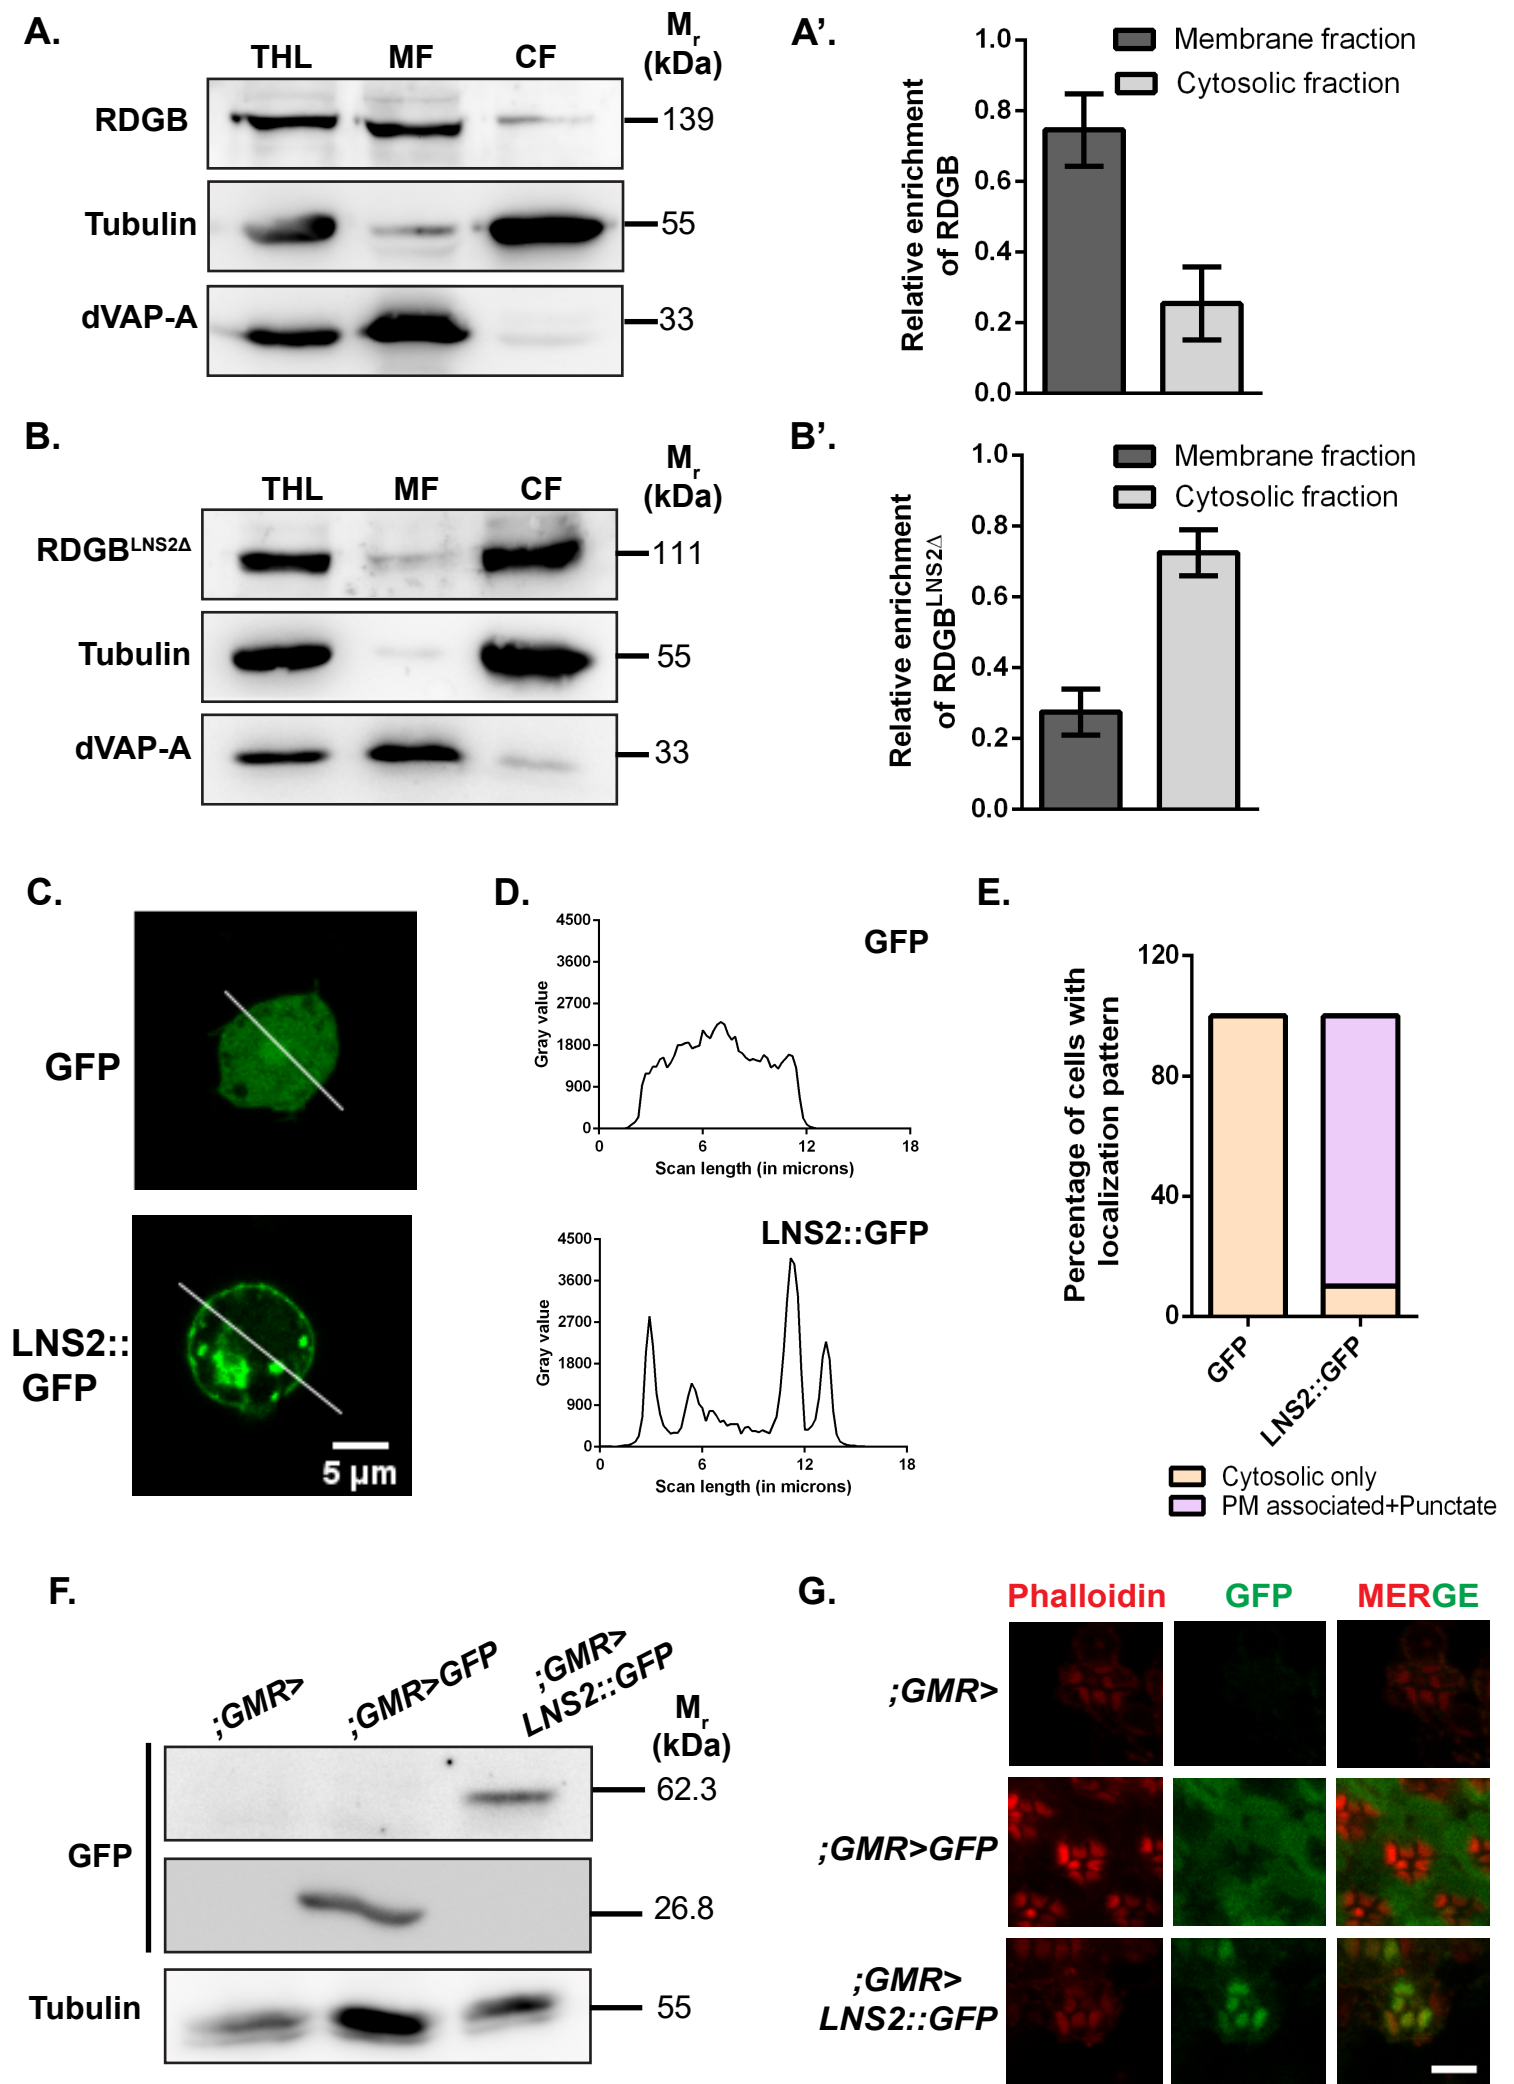 A.
THL MF CF
Mr
(kDa)
RDGB
139
Tubulin
55
dVAP-A
33
A’.
Membrane fraction
Cytosolic fraction
Relative enrichment
of RDGB
1.0
0.8
0.6
0.4
0.2
0.0
B.
THL MF CF
Mr
(kDa)
RDGBLNS2Δ
111
Tubulin
55
dVAP-A
33
B’.
Membrane fraction
Cytosolic fraction
Relative enrichment
of RDGBLNS2Δ
1.0
0.8
0.6
0.4
0.2
0.0
C.
GFP
LNS2::
GFP
5 μm
D.
GFP
Gray value
4500
3600
2700
1800
900
0
0 6 12 18
Scan length (in microns)
LNS2::GFP
Gray value
4500
3600
2700
1800
900
0
0 6 12 18
Scan length (in microns)
E.
Percentage of cells with
localization pattern
120
80
40
0
GFP
LNS2::GFP
Cytosolic only
PM associated+Punctate
F.
;GMR>
;GMR>GFP
;GMR>
LNS2::GFP
Mr
(kDa)
GFP
62.3
26.8
Tubulin
55
G.
Phalloidin GFP MERGE
;GMR>
;GMR>GFP
;GMR>
LNS2::GFP